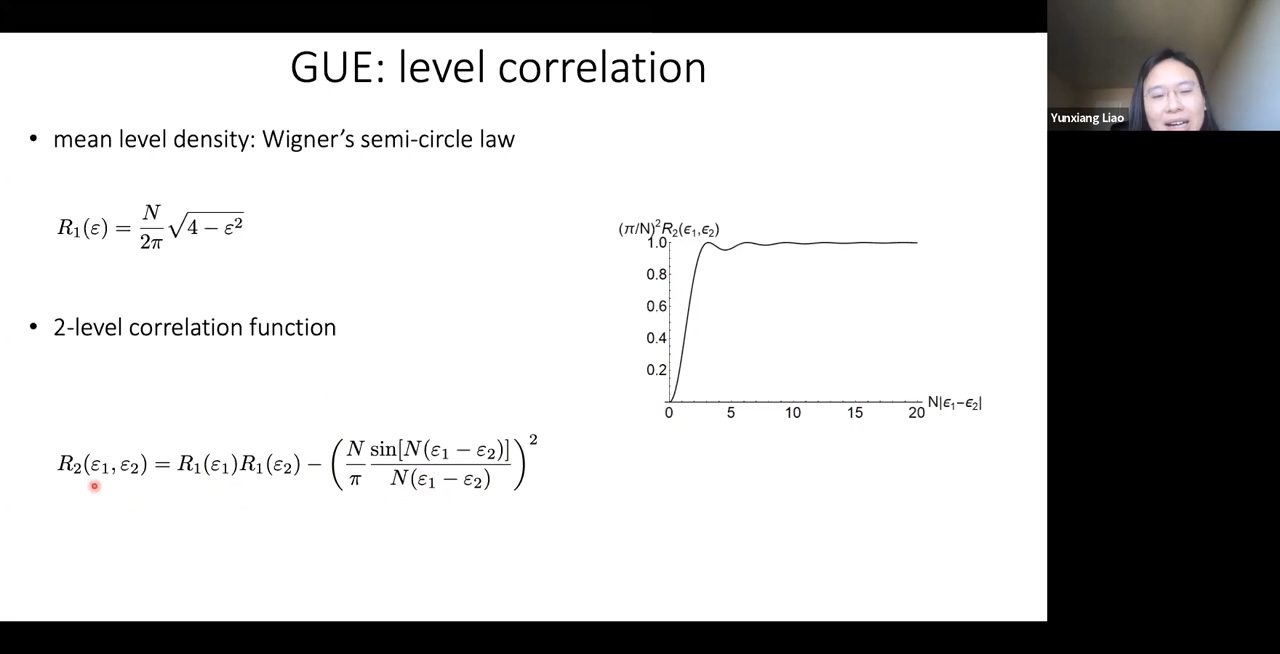 GUE: level correlation
• mean level density: Wigner’s semi-circle law
R₁(ε) = N/2π √(4 − ε²)
• 2-level correlation function
R₂(ε₁, ε₂) = R₁(ε₁)R₁(ε₂) − (N/π sin[N(ε₁ − ε₂)]/N(ε₁ − ε₂))²
(π/N)²R₂(ϵ₁,ϵ₂)
1.0
0.8
0.6
0.4
0.2
0 5 10 15 20
N|ϵ₁−ϵ₂|
Yunxiang Liao